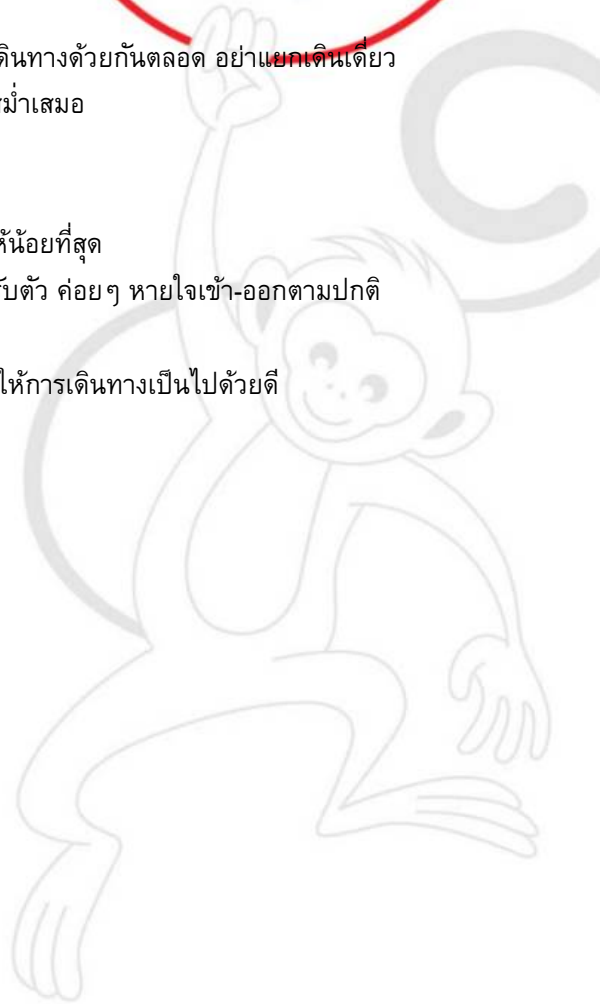 ดินทางด้วยกันตลอด อย่าแยกเดินเดี่ยว
ม่ำเสมอ
ห้น้อยที่สุด
รับตัว ค่อยๆ หายใจเข้า-ออกตามปกติ
ให้การเดินทางเป็นไปด้วยดี